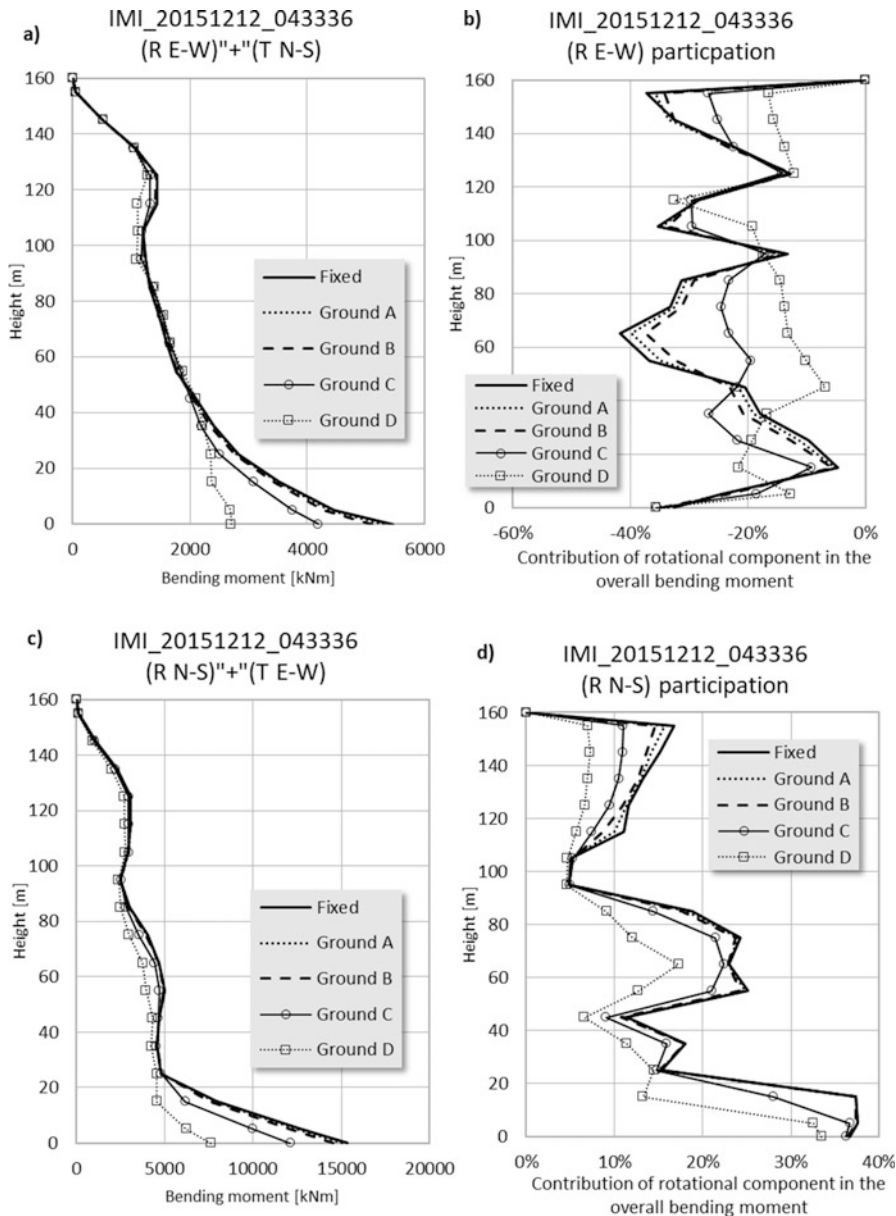 a)
IMI_20151212_043336
(R E-W)"+"(T N-S)
160
140
120
100
80
60
40
20
0
Height [m]
Fixed
Ground A
Ground B
Ground C
Ground D
0
2000
4000
6000
Bending moment [kNm]
b)
IMI_20151212_043336
(R E-W) particpation
160
140
120
100
80
60
40
20
0
Height [m]
Fixed
Ground A
Ground B
Ground C
Ground D
-60%
-40%
-20%
0%
Contribution of rotational component in the
overall bending moment
c)
IMI_20151212_043336
(R N-S)"+"(T E-W)
160
140
120
100
80
60
40
20
0
Height [m]
Fixed
Ground A
Ground B
Ground C
Ground D
0
5000
10000
15000
20000
Bending moment [kNm]
d)
IMI_20151212_043336
(R N-S) participation
160
140
120
100
80
60
40
20
0
Height [m]
Fixed
Ground A
Ground B
Ground C
Ground D
0%
10%
20%
30%
40%
Contribution of rotational component in the
overall bending moment